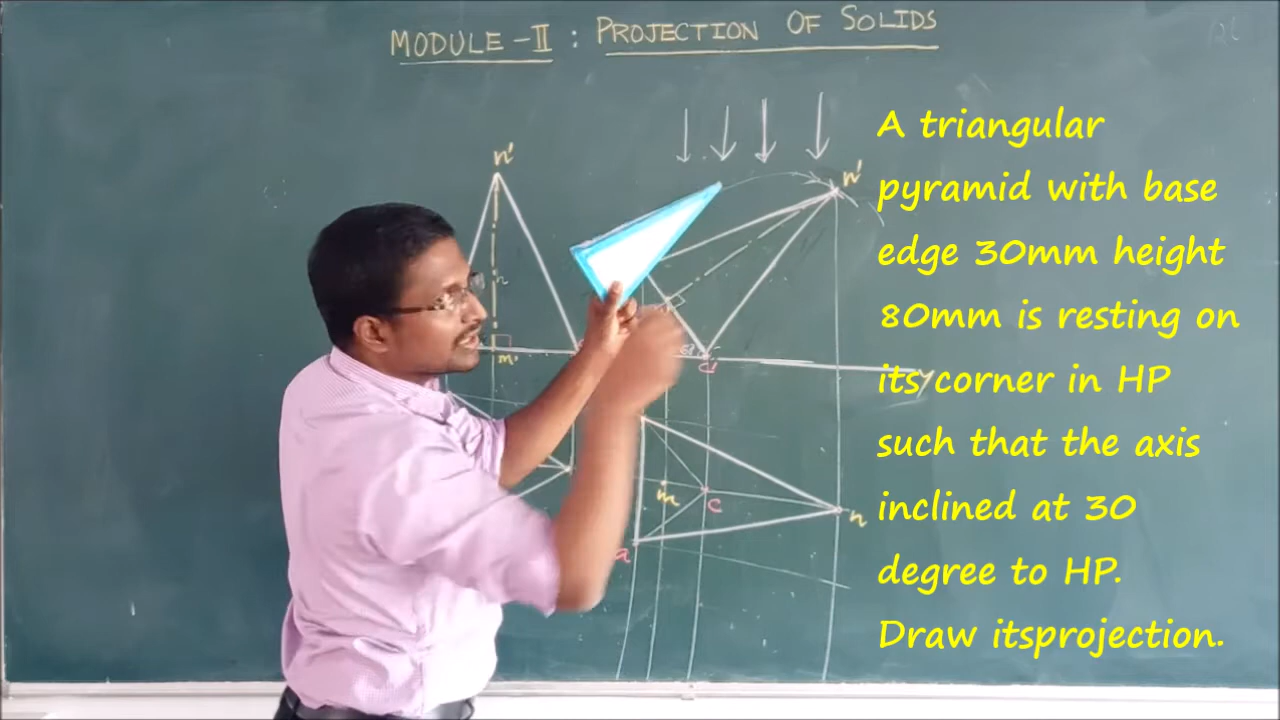 MODULE-II : PROJECTION OF SOLIDS
A triangular
pyramid with base
edge 30mm height
80mm is resting on
its corner in HP
such that the axis
inclined at 30
degree to HP.
Draw itsprojection.
n'
n'
m'
c'
y
m
c
n
a